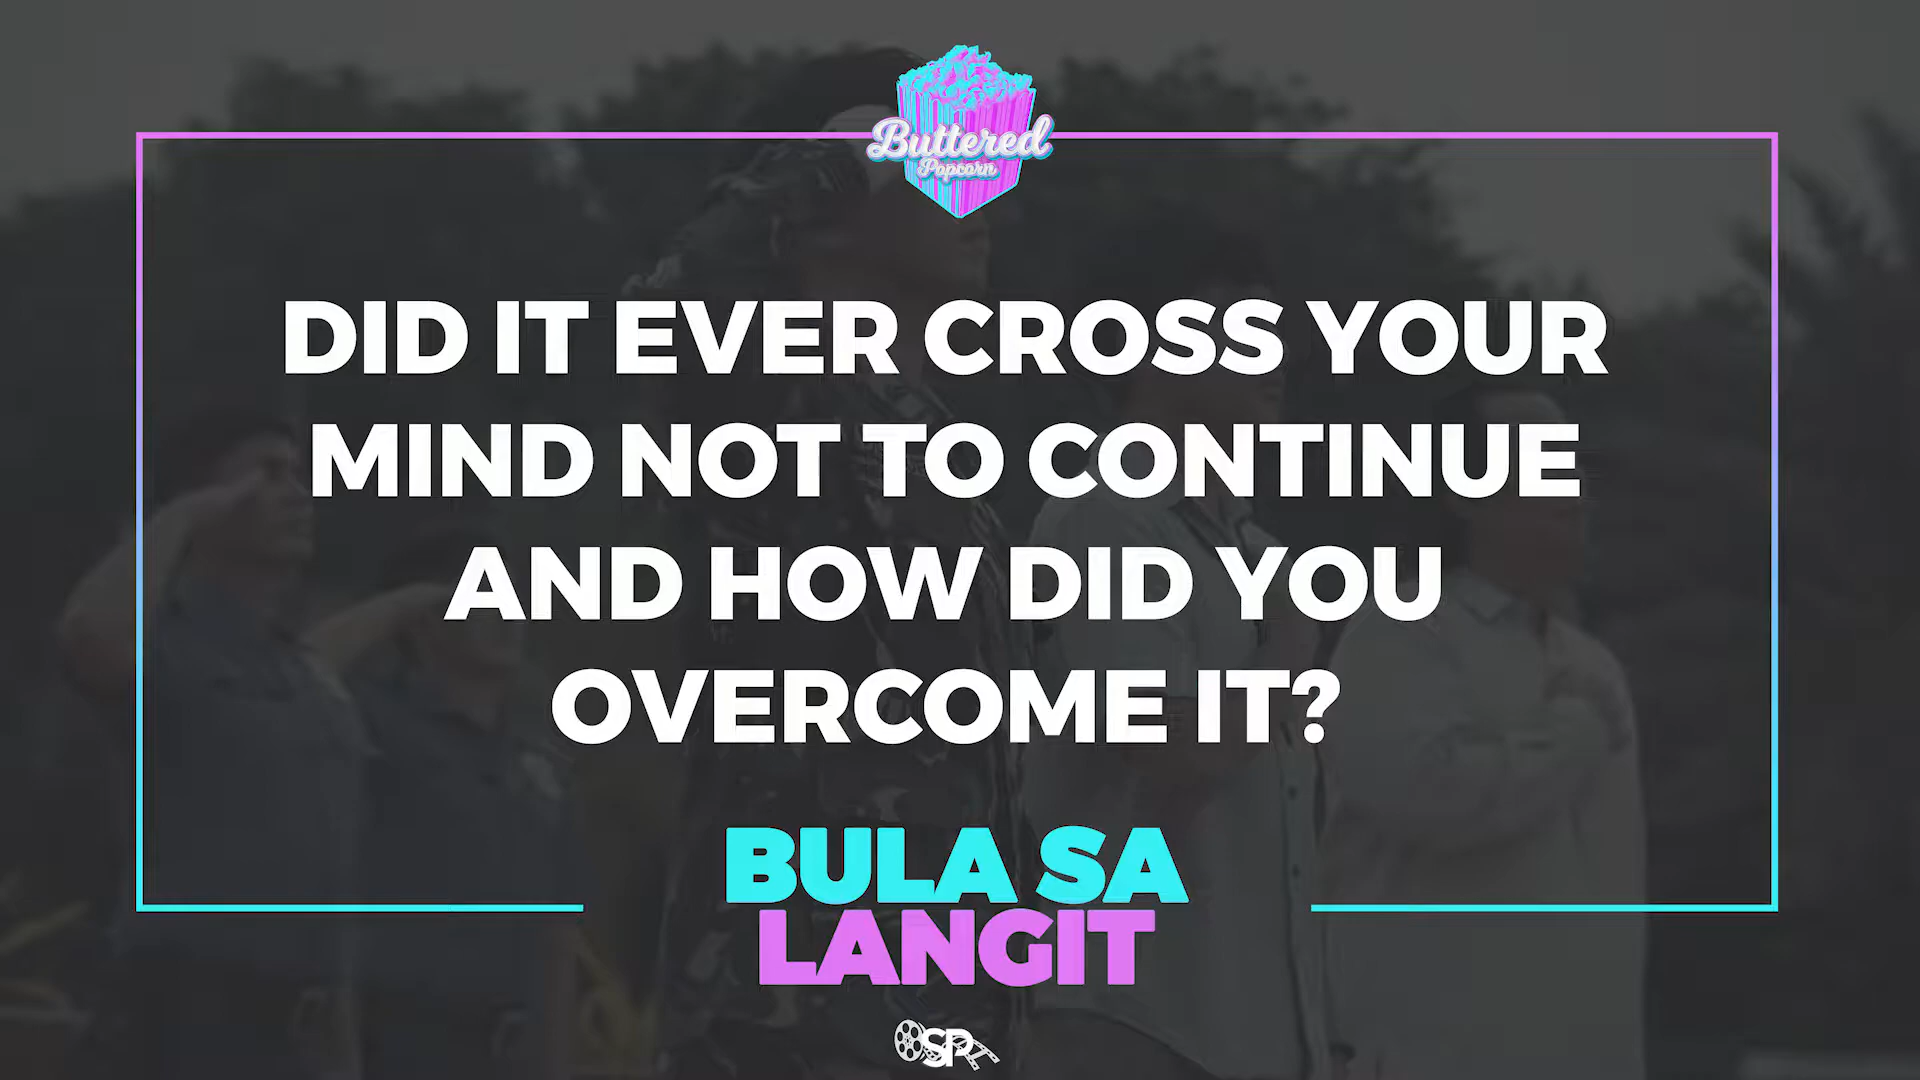 Buttered
Popcorn
DID IT EVER CROSS YOUR
MIND NOT TO CONTINUE
AND HOW DID YOU
OVERCOME IT?
BULA SA
LANGIT
SP